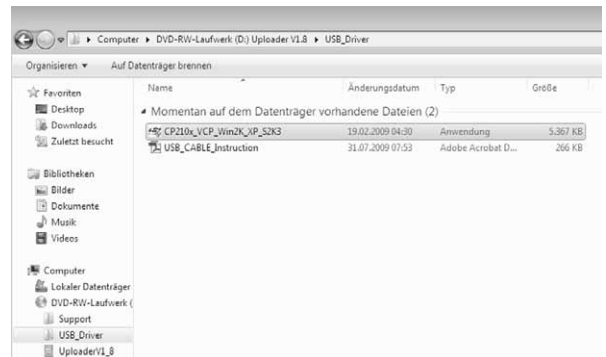 Computer ▸ DVD-RW-Laufwerk (D:) Uploader V1.8 ▸ USB_Driver
Organisieren ▾ Auf Datenträger brennen
Name Änderungsdatum Typ Größe
Favoriten
Desktop
Downloads
Zuletzt besucht
Bibliotheken
Bilder
Dokumente
Musik
Videos
Computer
Lokaler Datenträger
DVD-RW-Laufwerk (
Support
USB_Driver
UploaderV1_8
Momentan auf dem Datenträger vorhandene Dateien (2)
CP210x_VCP_Win2K_XP_S2K3 19.02.2009 04:30 Anwendung 5.367 KB
USB_CABLE_Instruction 31.07.2009 07:53 Adobe Acrobat D... 266 KB